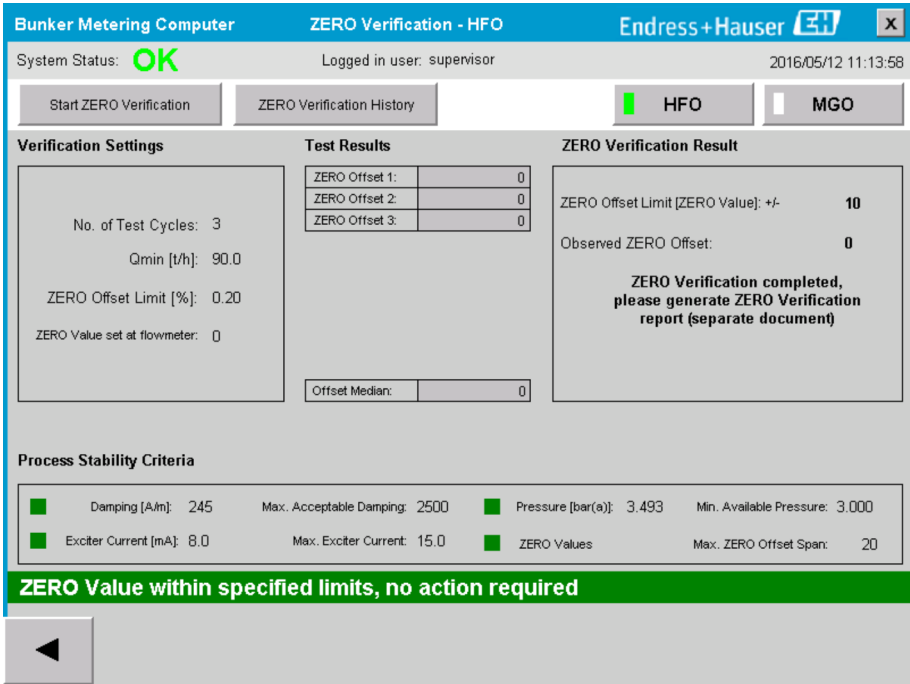 Bunker Metering Computer ZERO Verification - HFO Endress+Hauser EH x
System Status: OK Logged in user: supervisor 2016/05/12 11:13:58
Start ZERO Verification ZERO Verification History HFO MGO
Verification Settings Test Results ZERO Verification Result
ZERO Offset 1: 0
ZERO Offset 2: 0
ZERO Offset 3: 0
No. of Test Cycles: 3
Qmin [t/h]: 90.0
ZERO Offset Limit [%]: 0.20
ZERO Value set at flowmeter: 0
Offset Median: 0
ZERO Offset Limit [ZERO Value]: +/- 10
Observed ZERO Offset: 0
ZERO Verification completed,
please generate ZERO Verification
report (separate document)
Process Stability Criteria
Damping [A/m]: 245 Max. Acceptable Damping: 2500 Pressure [bar(a)]: 3.493 Min. Available Pressure: 3.000
Exciter Current [mA]: 8.0 Max. Exciter Current: 15.0 ZERO Values Max. ZERO Offset Span: 20
ZERO Value within specified limits, no action required